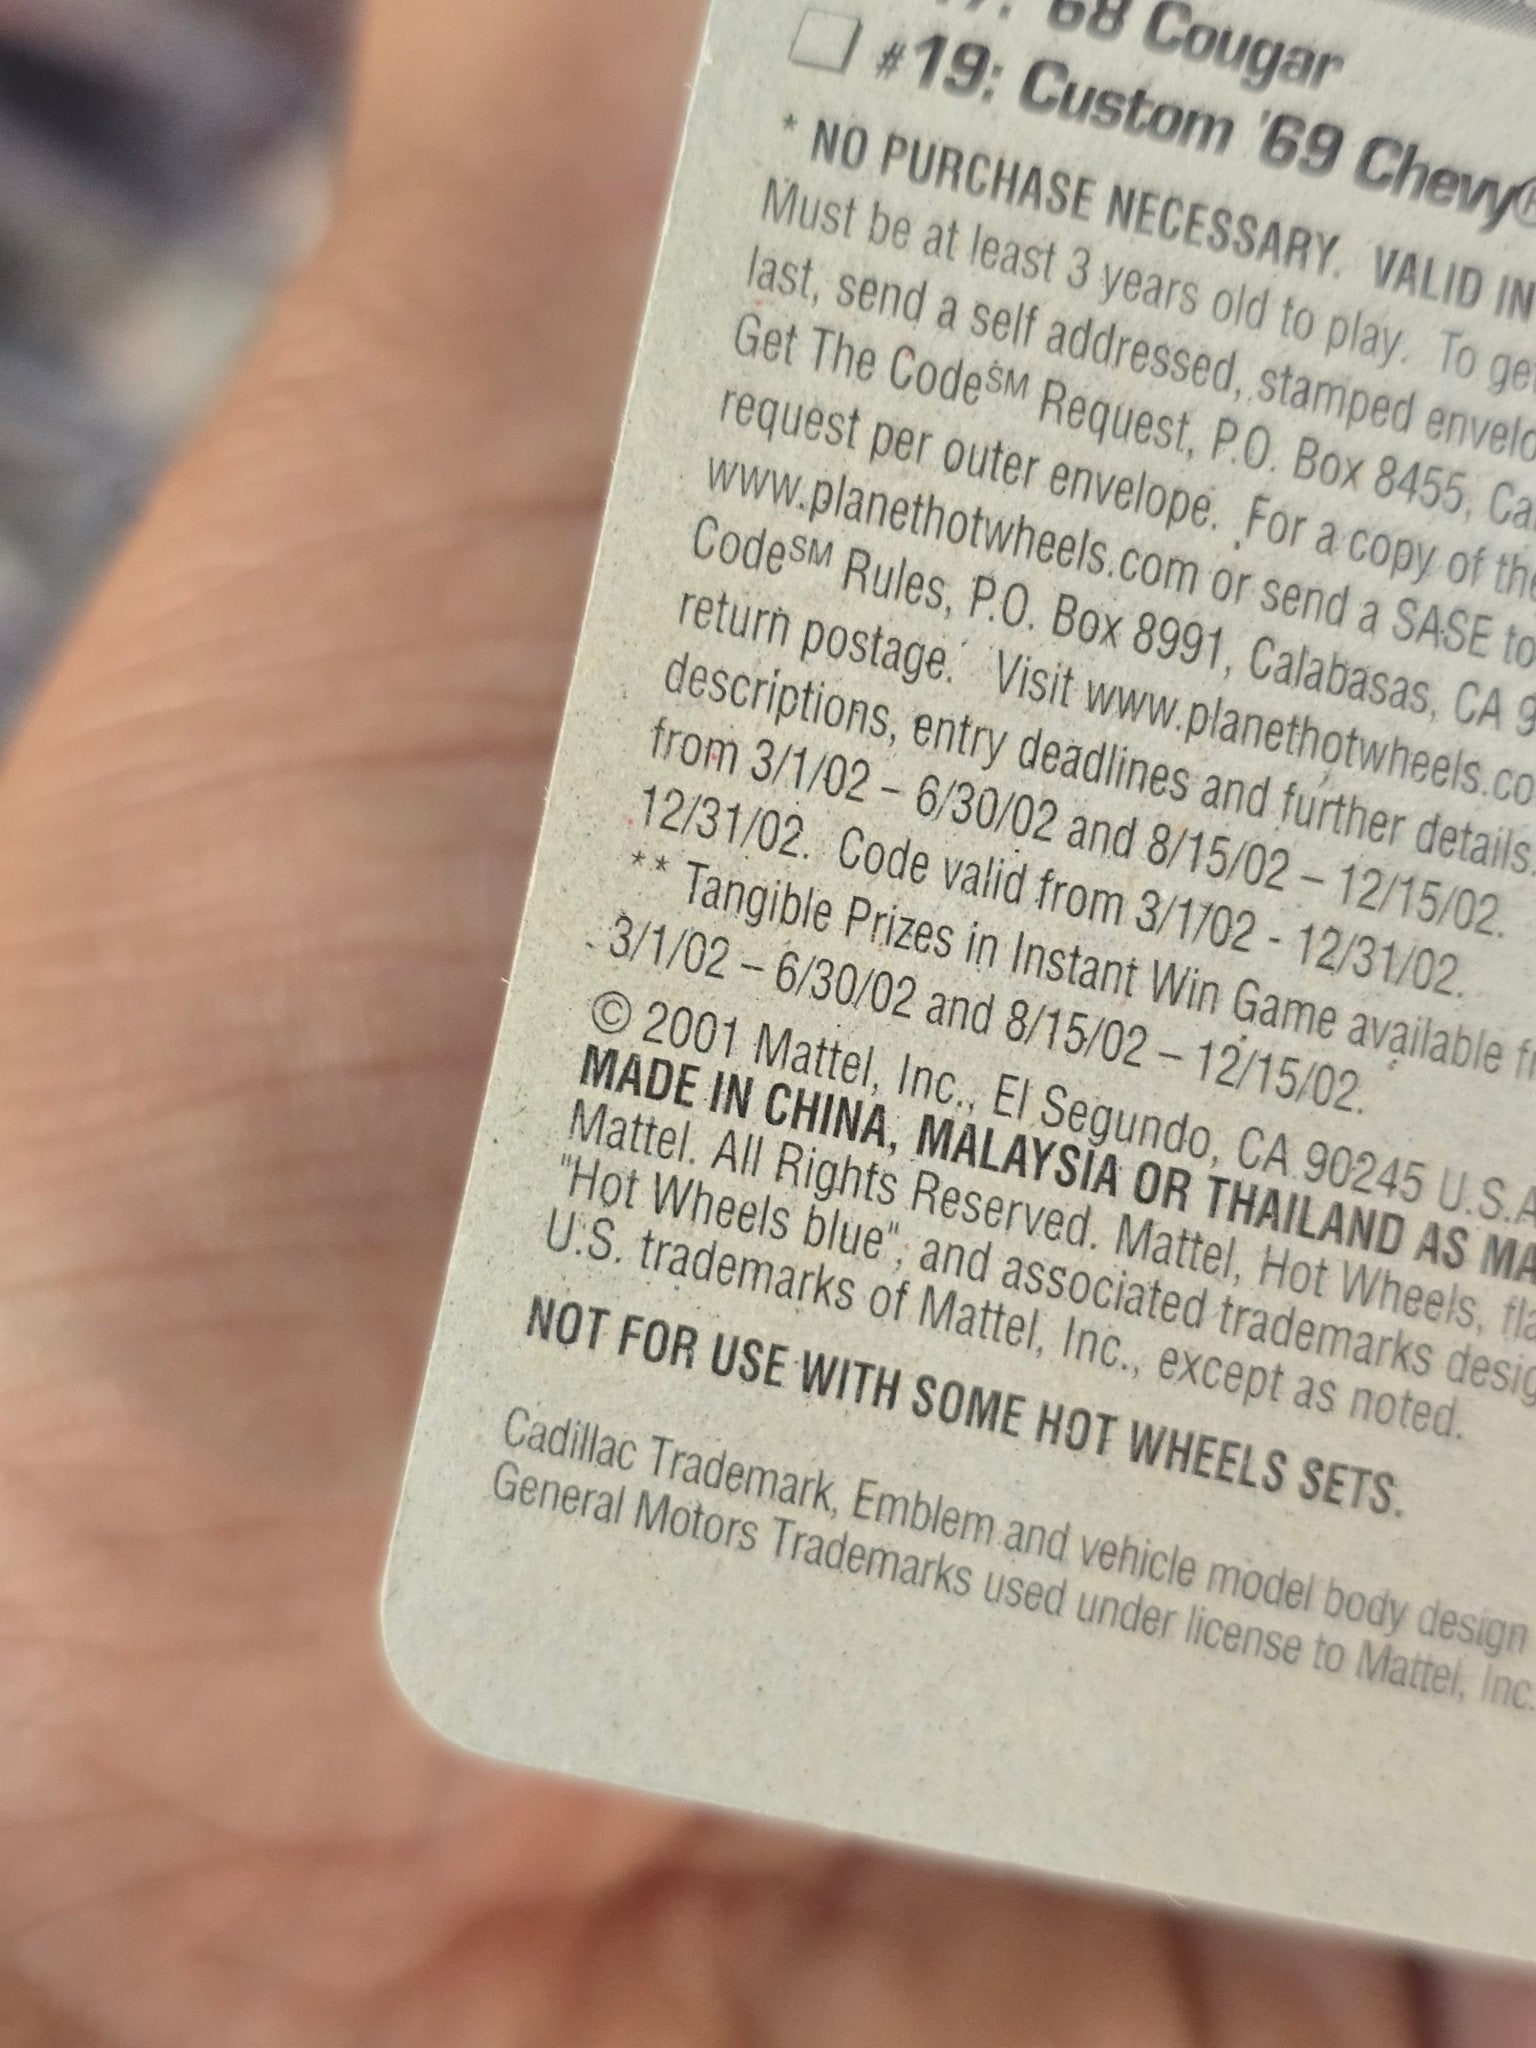 '68 Cougar
#19: Custom '69 Chevy®
* NO PURCHASE NECESSARY. VALID IN
Must be at least 3 years old to play. To get
last, send a self addressed, stamped
Get The Code℠ Request, P.O. Box 8455,
request per outer envelope. For a copy of the
www.planethotwheels.com or send a SASE to
Code℠ Rules, P.O. Box 8991, Calabasas, CA 9
return postage. Visit www.planethotwheels.co
descriptions, entry deadlines and further details.
from 3/1/02 – 6/30/02 and 8/15/02 – 12/15/02.
12/31/02. Code valid from 3/1/02 - 12/31/02.
** Tangible Prizes in Instant Win Game available
3/1/02 – 6/30/02 and 8/15/02 – 12/15/02.
© 2001 Mattel, Inc., El Segundo, CA 90245 U.S.A
MADE IN CHINA, MALAYSIA OR THAILAND AS
Mattel. All Rights Reserved. Mattel, Hot Wheels,
"Hot Wheels blue", and associated trademarks
U.S. trademarks of Mattel, Inc., except as noted.
NOT FOR USE WITH SOME HOT WHEELS SETS.
Cadillac Trademark, Emblem and vehicle model body design
General Motors Trademarks used under license to Mattel, Inc.